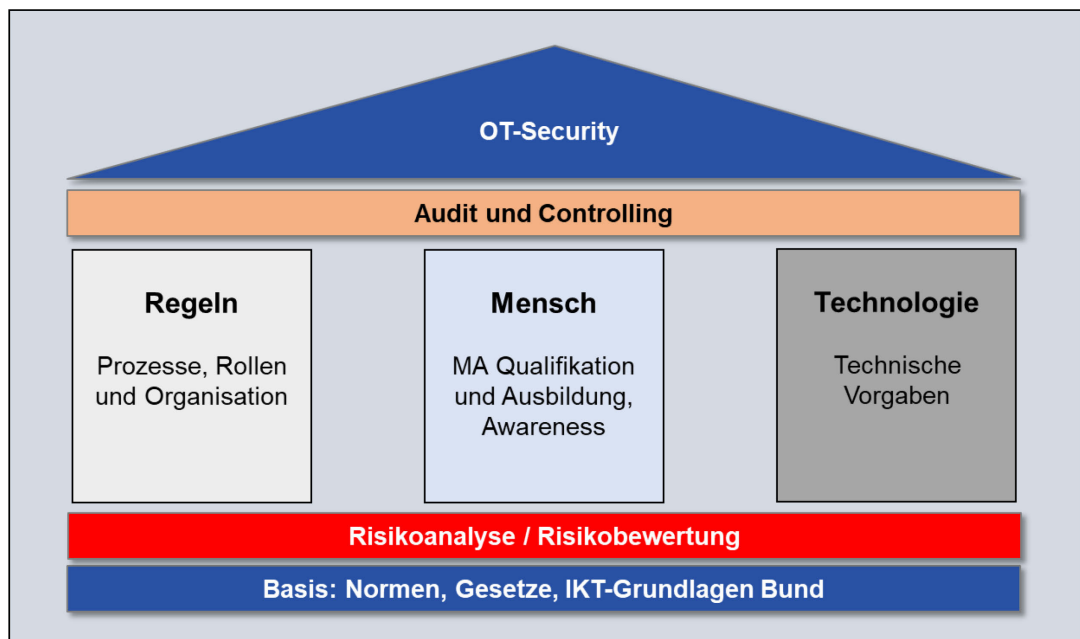 OT-Security
Audit und Controlling
Regeln
Prozesse, Rollen
und Organisation
Mensch
MA Qualifikation
und Ausbildung,
Awareness
Technologie
Technische
Vorgaben
Risikoanalyse / Risikobewertung
Basis: Normen, Gesetze, IKT-Grundlagen Bund